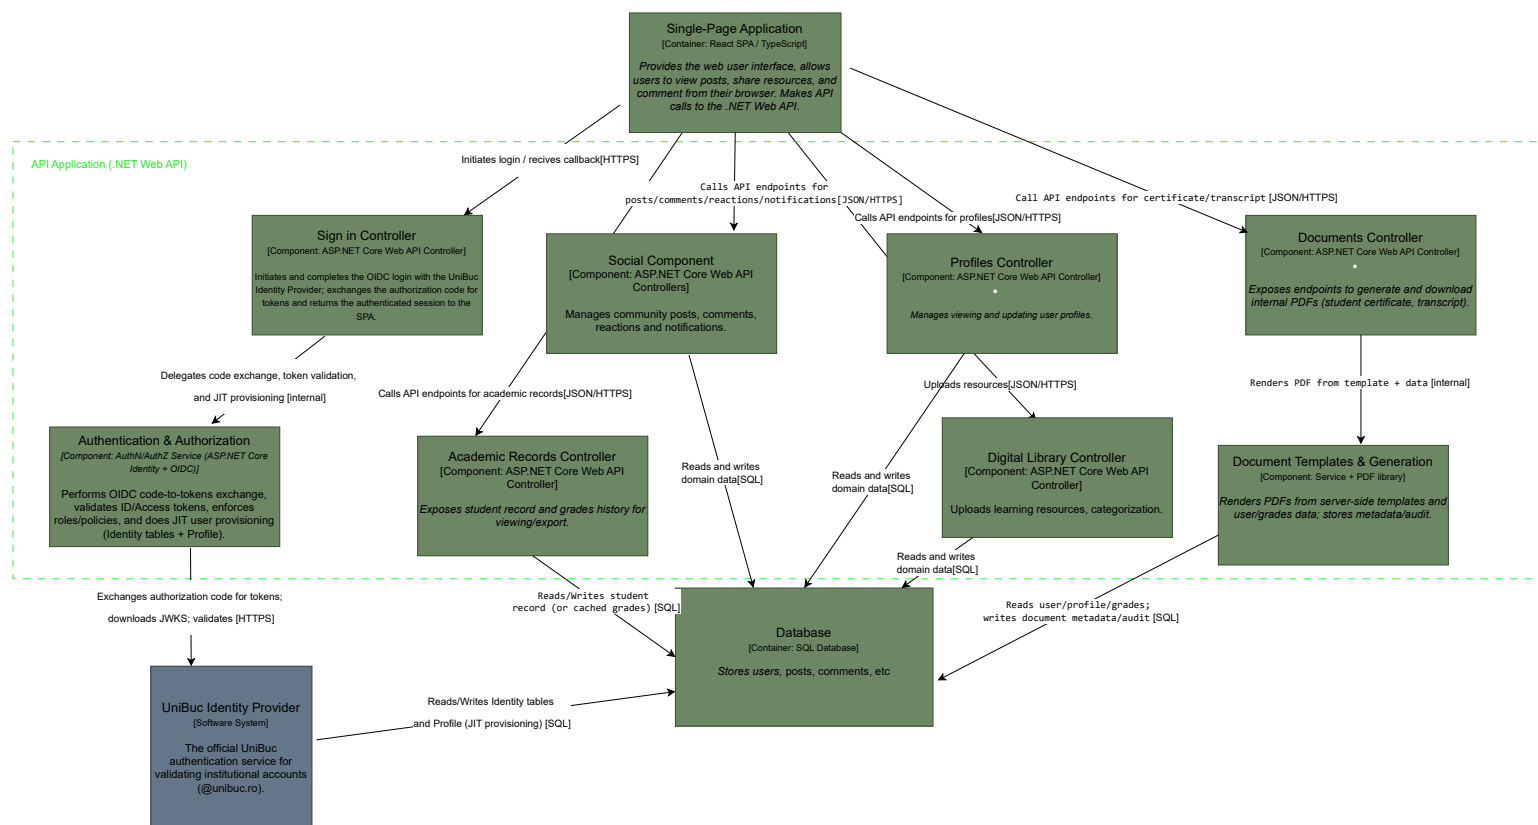 Single-Page Application
[Container: React SPA / TypeScript]
Provides the web user interface, allows
users to view posts, share resources, and
comment from their browser. Makes API
calls to the .NET Web API.
API Application (.NET Web API)
Initiates login / recives callback[HTTPS]
Calls API endpoints for
posts/comments/reactions/notifications[JSON/HTTPS]
Calls API endpoints for profiles[JSON/HTTPS]
Call API endpoints for certificate/transcript [JSON/HTTPS]
Sign in Controller
[Component: ASP.NET Core Web API Controller]
Initiates and completes the OIDC login with the UniBuc
Identity Provider; exchanges the authorization code for
tokens and returns the authenticated session to the
SPA.
Social Component
[Component: ASP.NET Core Web API
Controllers]
Manages community posts, comments,
reactions and notifications.
Profiles Controller
[Component: ASP.NET Core Web API Controller]
Manages viewing and updating user profiles.
Documents Controller
[Component: ASP.NET Core Web API Controller]
Exposes endpoints to generate and download
internal PDFs (student certificate, transcript).
Delegates code exchange, token validation,
and JIT provisioning [internal]
Calls API endpoints for academic records[JSON/HTTPS]
Uploads resources[JSON/HTTPS]
Renders PDF from template + data [internal]
Authentication & Authorization
[Component: AuthN/AuthZ Service (ASP.NET Core
Identity + OIDC)]
Performs OIDC code-to-tokens exchange,
validates ID/Access tokens, enforces
roles/policies, and does JIT user provisioning
(Identity tables + Profile).
Academic Records Controller
[Component: ASP.NET Core Web API
Controller]
Exposes student record and grades history for
viewing/export.
Reads and writes
domain data[SQL]
Reads and writes
domain data[SQL]
Digital Library Controller
[Component: ASP.NET Core Web API
Controller]
Uploads learning resources, categorization.
Document Templates & Generation
[Component: Service + PDF library]
Renders PDFs from server-side templates and
user/grades data; stores metadata/audit.
Reads and writes
domain data[SQL]
Exchanges authorization code for tokens;
downloads JWKS; validates [HTTPS]
Reads/Writes student
record (or cached grades) [SQL]
Reads user/profile/grades;
writes document metadata/audit [SQL]
Database
[Container: SQL Database]
Stores users, posts, comments, etc
UniBuc Identity Provider
[Software System]
The official UniBuc
authentication service for
validating institutional accounts
(@unibuc.ro).
Reads/Writes Identity tables
and Profile (JIT provisioning) [SQL]